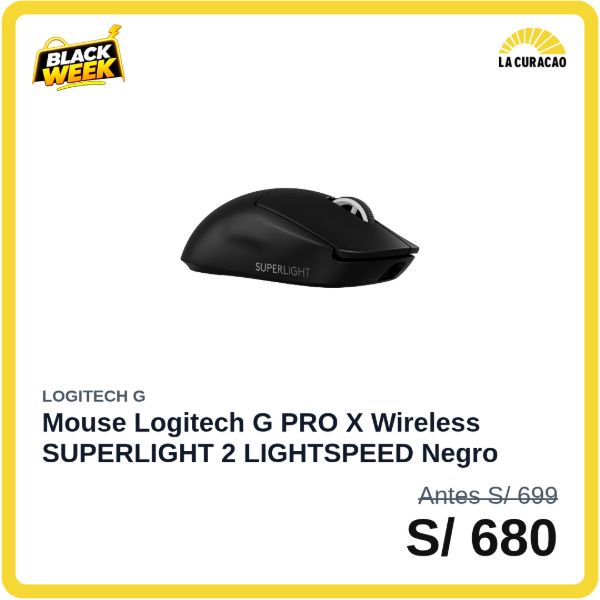 BLACK
WEEK
LA CURACAO
SUPERLIGHT
LOGITECH G
Mouse Logitech G PRO X Wireless
SUPERLIGHT 2 LIGHTSPEED Negro
Antes S/ 699
S/ 680